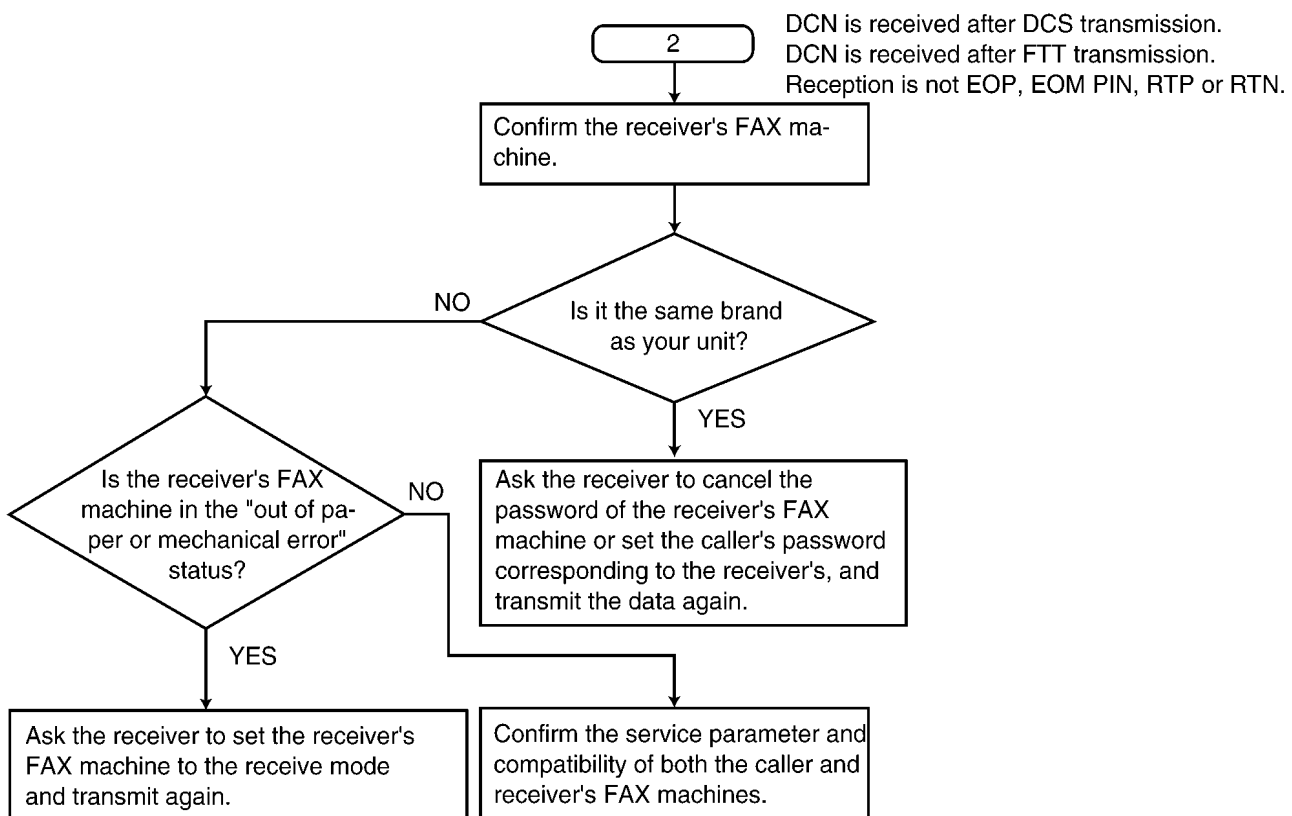 2
DCN is received after DCS transmission.
DCN is received after FTT transmission.
Reception is not EOP, EOM PIN, RTP or RTN.
Confirm the receiver's FAX ma-
chine.
Is it the same brand
as your unit?
NO
YES
Is the receiver's FAX
machine in the "out of pa-
per or mechanical error"
status?
NO
YES
Ask the receiver to cancel the
password of the receiver's FAX
machine or set the caller's password
corresponding to the receiver's, and
transmit the data again.
Ask the receiver to set the receiver's
FAX machine to the receive mode
and transmit again.
Confirm the service parameter and
compatibility of both the caller and
receiver's FAX machines.